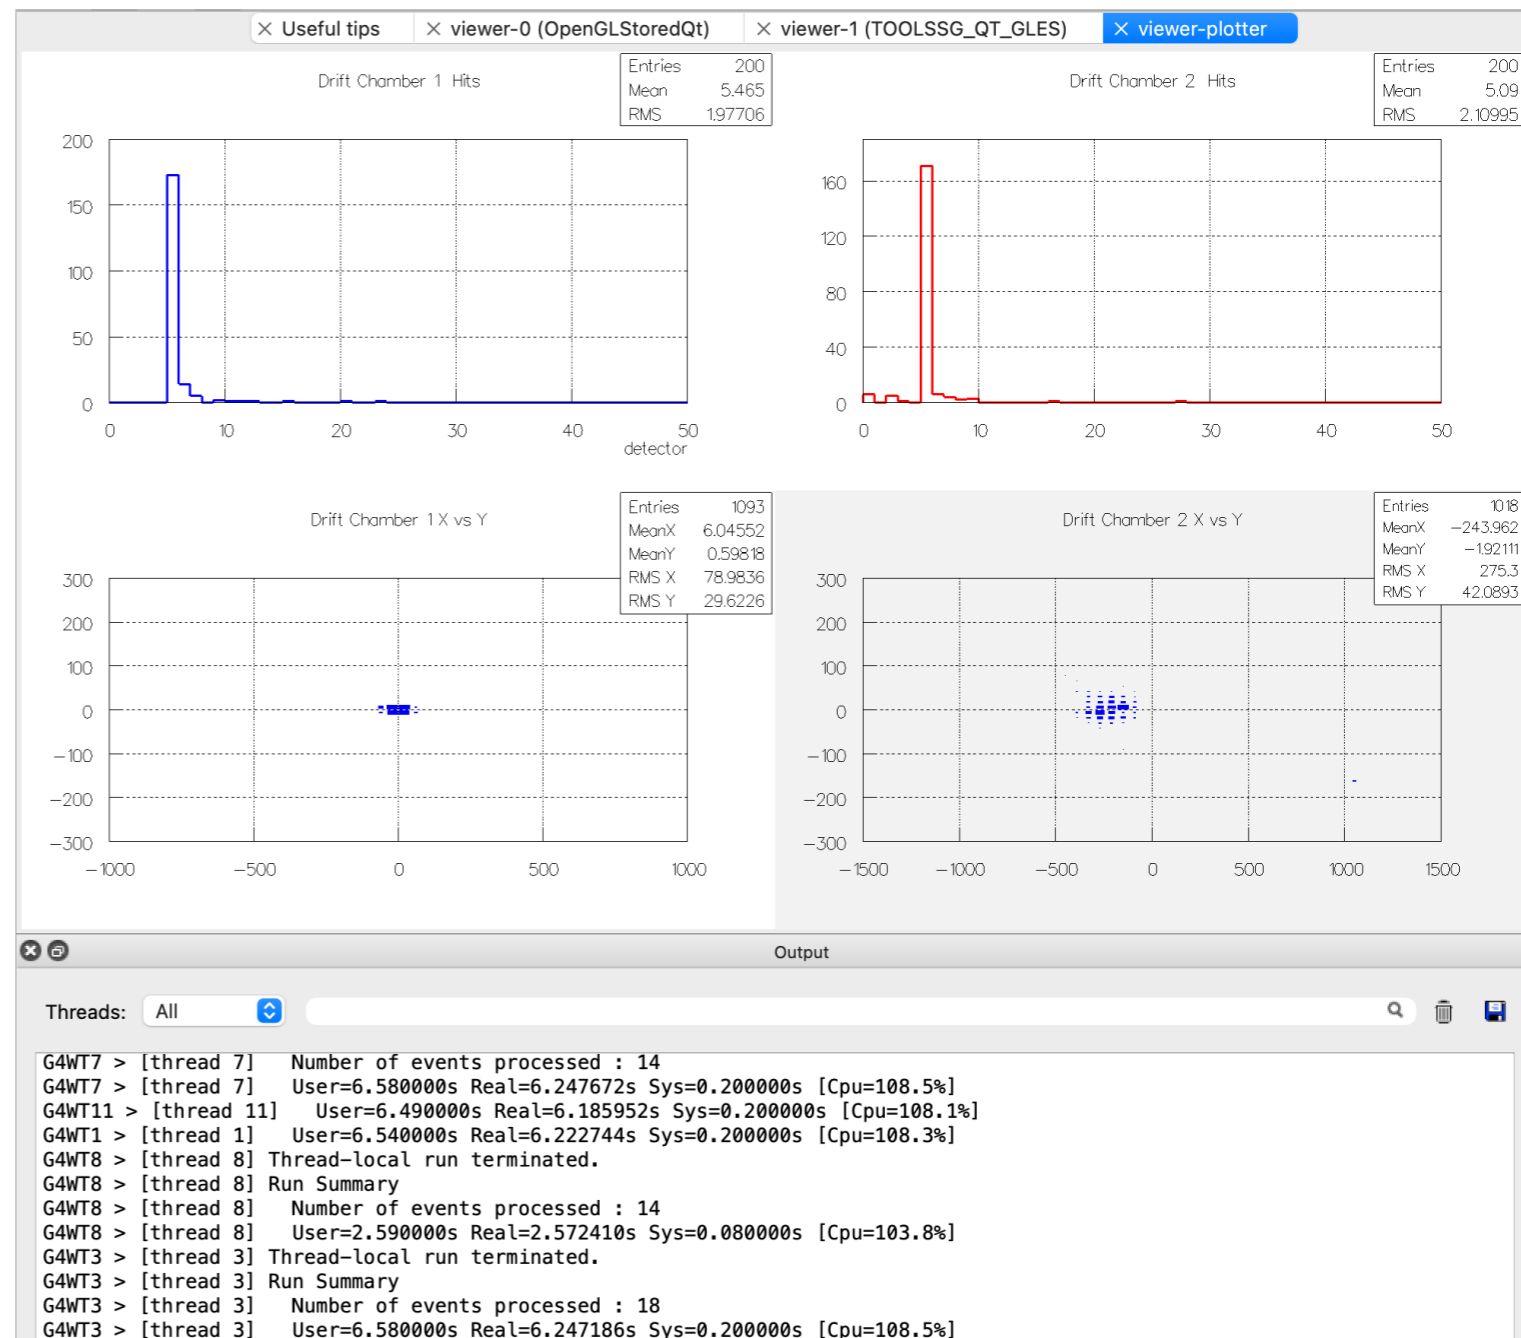 Useful tips
viewer-0 (OpenGLStoredQt)
viewer-1 (TOOLSSG_QT_GLES)
viewer-plotter
Drift Chamber 1 Hits
Entries 200
Mean 5.465
RMS 1.97706
200
150
100
50
0
0 10 20 30 40 50
detector
Drift Chamber 2 Hits
Entries 200
Mean 5.09
RMS 2.10995
160
120
80
40
0
0 10 20 30 40 50
Drift Chamber 1 X vs Y
Entries 1093
MeanX 6.04552
MeanY 0.59818
RMS X 78.9836
RMS Y 29.6226
300
200
100
0
−100
−200
−300
−1000 −500 0 500 1000
Drift Chamber 2 X vs Y
Entries 1018
MeanX −243.962
MeanY −1.92111
RMS X 275.3
RMS Y 42.0893
300
200
100
0
−100
−200
−300
−1500 −1000 −500 0 500 1000 1500
Output
Threads: All
G4WT7 > [thread 7] Number of events processed : 14
G4WT7 > [thread 7] User=6.580000s Real=6.247672s Sys=0.200000s [Cpu=108.5%]
G4WT11 > [thread 11] User=6.490000s Real=6.185952s Sys=0.200000s [Cpu=108.1%]
G4WT1 > [thread 1] User=6.540000s Real=6.222744s Sys=0.200000s [Cpu=108.3%]
G4WT8 > [thread 8] Thread-local run terminated.
G4WT8 > [thread 8] Run Summary
G4WT8 > [thread 8] Number of events processed : 14
G4WT8 > [thread 8] User=2.590000s Real=2.572410s Sys=0.080000s [Cpu=103.8%]
G4WT3 > [thread 3] Thread-local run terminated.
G4WT3 > [thread 3] Run Summary
G4WT3 > [thread 3] Number of events processed : 18
G4WT3 > [thread 3] User=6.580000s Real=6.247186s Sys=0.200000s [Cpu=108.5%]